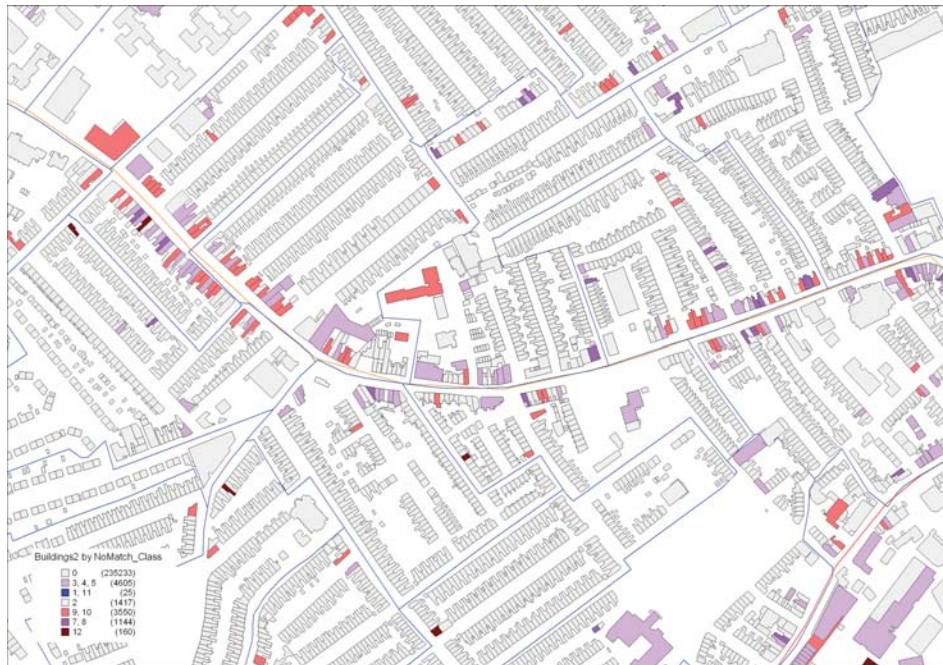 Buildings2 by NoMatch_Class
0 (235233)
3, 4, 5 (4605)
1, 11 (25)
2 (1417)
9, 10 (3550)
7, 8 (1144)
12 (160)